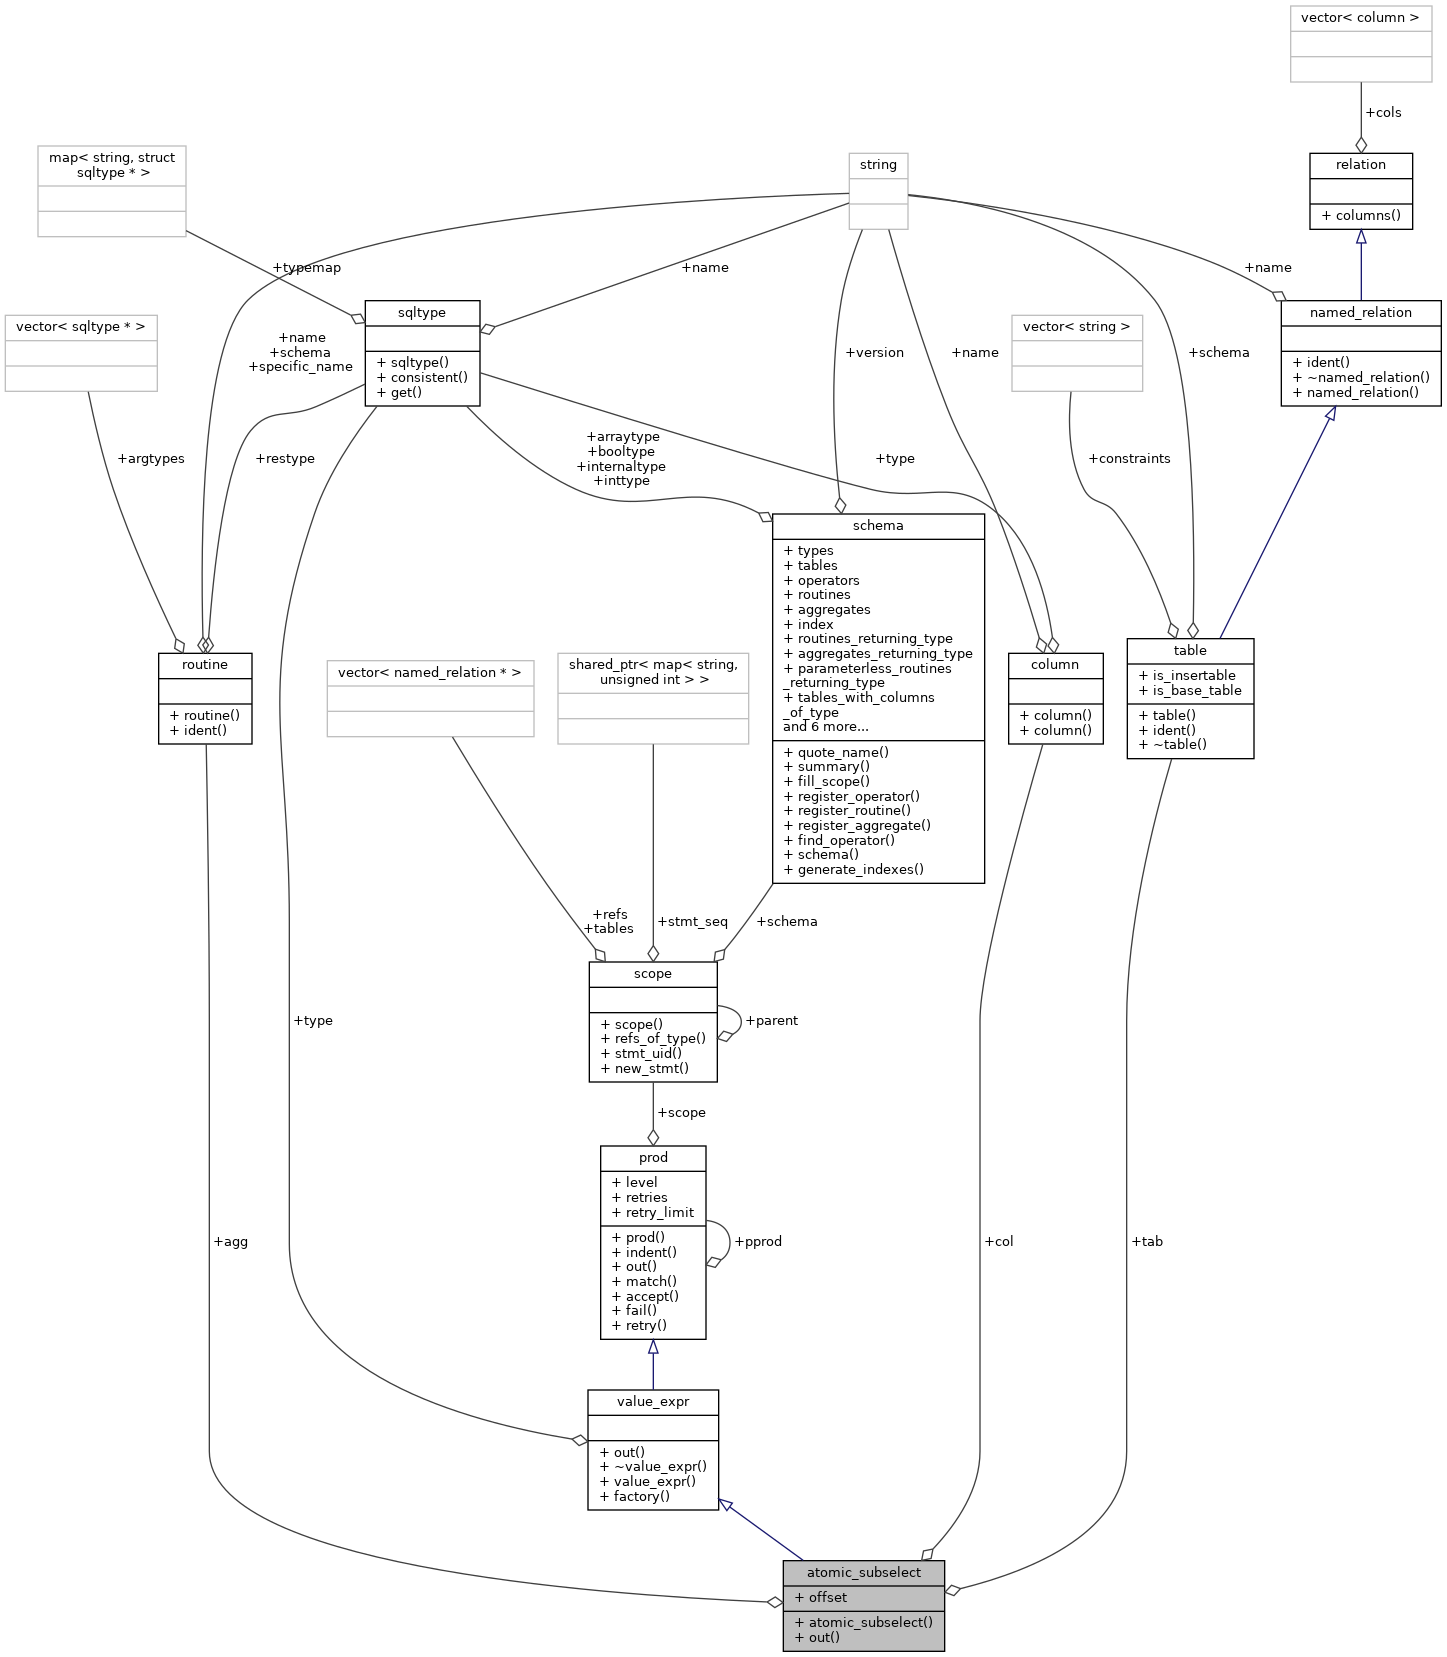 vector< column >
+cols
map< string, struct
sqltype * >
string
relation
+ columns()
+typemap
+name
+name
vector< sqltype * >
sqltype
+ sqltype()
+ consistent()
+ get()
vector< string >
named_relation
+ ident()
+ ~named_relation()
+ named_relation()
+name
+schema
+specific_name
+version
+name
+schema
+argtypes
+restype
+arraytype
+booltype
+internaltype
+inttype
+type
+constraints
schema
+ types
+ tables
+ operators
+ routines
+ aggregates
+ index
+ routines_returning_type
+ aggregates_returning_type
+ parameterless_routines
_returning_type
+ tables_with_columns
_of_type
and 6 more...
+ quote_name()
+ summary()
+ fill_scope()
+ register_operator()
+ register_routine()
+ register_aggregate()
+ find_operator()
+ schema()
+ generate_indexes()
routine
+ routine()
+ ident()
vector< named_relation * >
shared_ptr< map< string,
unsigned int > >
column
+ column()
+ column()
table
+ is_insertable
+ is_base_table
+ table()
+ ident()
+ ~table()
+refs
+tables
+stmt_seq
+schema
scope
+ scope()
+ refs_of_type()
+ stmt_uid()
+ new_stmt()
+parent
+type
+scope
prod
+ level
+ retries
+ retry_limit
+ prod()
+ indent()
+ out()
+ match()
+ accept()
+ fail()
+ retry()
+pprod
+agg
+col
+tab
value_expr
+ out()
+ ~value_expr()
+ value_expr()
+ factory()
atomic_subselect
+ offset
+ atomic_subselect()
+ out()